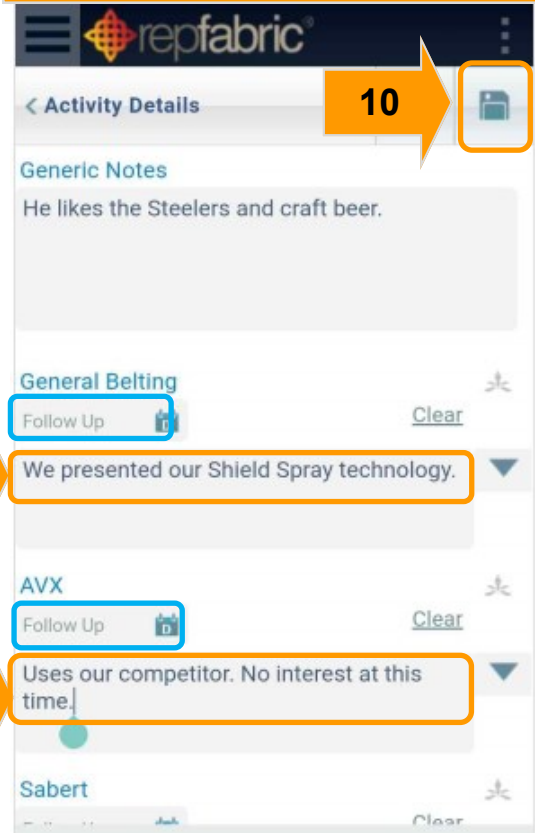 repfabric®
< Activity Details
10
Generic Notes
He likes the Steelers and craft beer.
General Belting
Follow Up
D
Clear
We presented our Shield Spray technology.
AVX
Follow Up
D
Clear
Uses our competitor. No interest at this
time.
Sabert
Clear